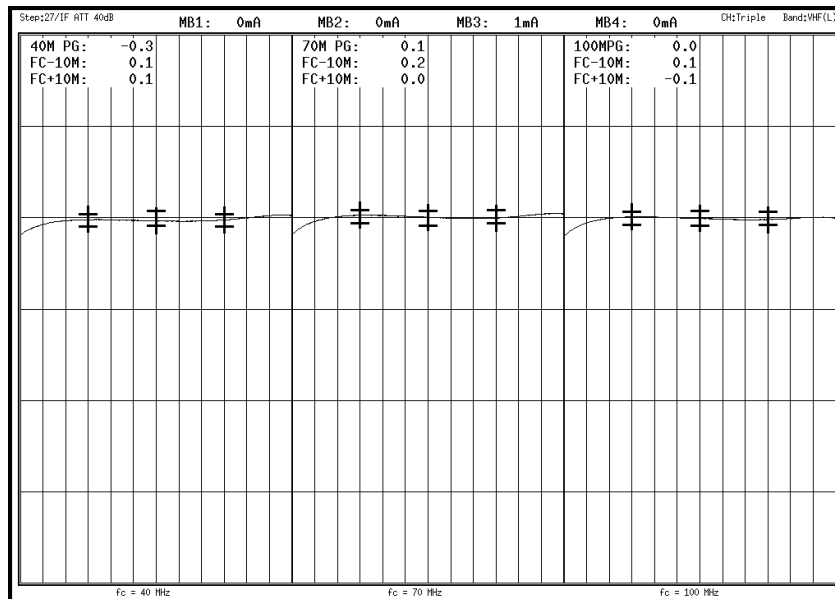 Step:27/IF ATT 40dB MB1: 0mA MB2: 0mA MB3: 1mA MB4: 0mA CH:Triple Band:VHF(L)
40M PG: -0.3
FC-10M: 0.1
FC+10M: 0.1
70M PG: 0.1
FC-10M: 0.2
FC+10M: 0.0
100MPG: 0.0
FC-10M: 0.1
FC+10M: -0.1
fc = 40 MHz fc = 70 MHz fc = 100 MHz